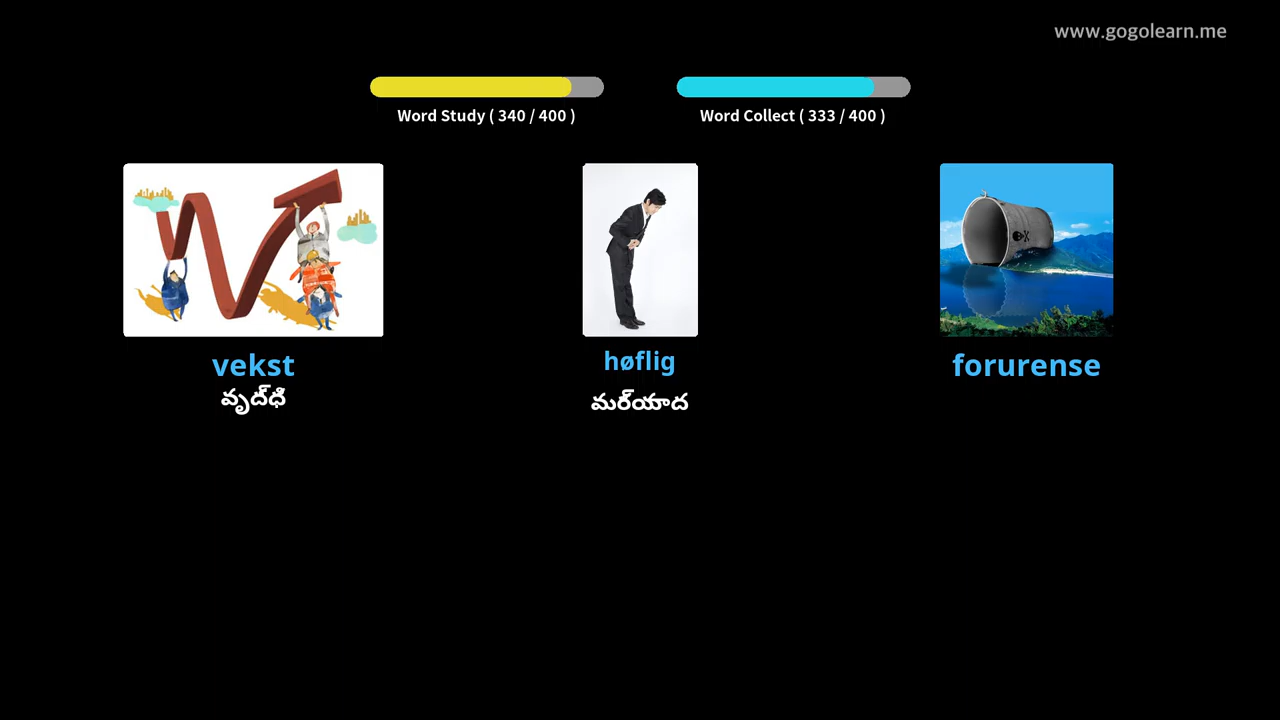 www.gogolearn.me
Word Study ( 340 / 400 )
Word Collect ( 333 / 400 )
vekst
వృద్ధి
høflig
మర్యాద
forurense